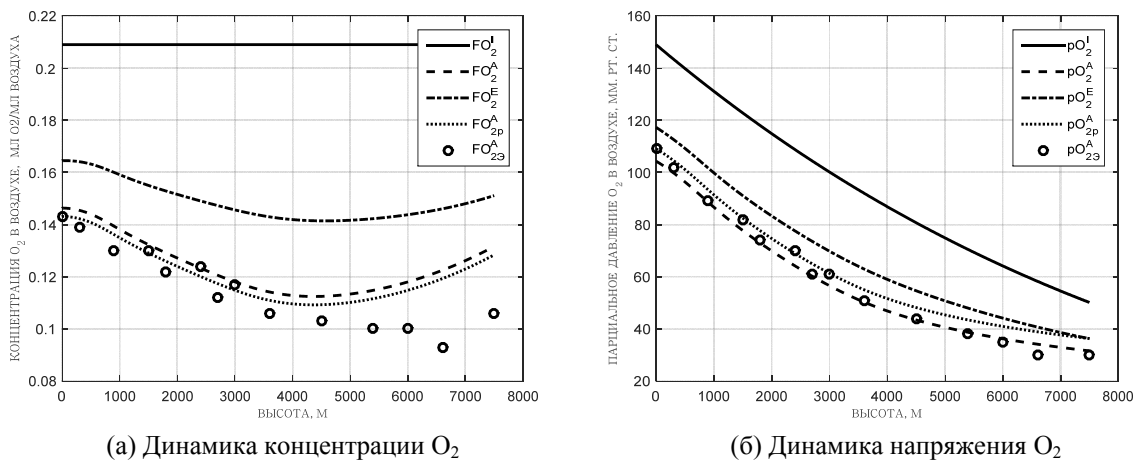 0.22
0.2
0.18
0.16
0.14
0.12
0.1
0.08
0 1000 2000 3000 4000 5000 6000 7000 8000
КОНЦЕНТРАЦИЯ O₂ В ВОЗДУХЕ, МЛ O2/МЛ ВОЗДУХА
ВЫСОТА, М
FO₂ᴵ
FO₂ᴬ
FO₂ᴱ
FO₂ₚᴬ
FO₂Эᴬ
(а) Динамика концентрации O₂
160
140
120
100
80
60
40
20
0 1000 2000 3000 4000 5000 6000 7000 8000
ПАРЦИАЛЬНОЕ ДАВЛЕНИЕ O₂ В ВОЗДУХЕ, ММ. РТ. СТ.
ВЫСОТА, М
pO₂ᴵ
pO₂ᴬ
pO₂ᴱ
pO₂ₚᴬ
pO₂Эᴬ
(б) Динамика напряжения O₂